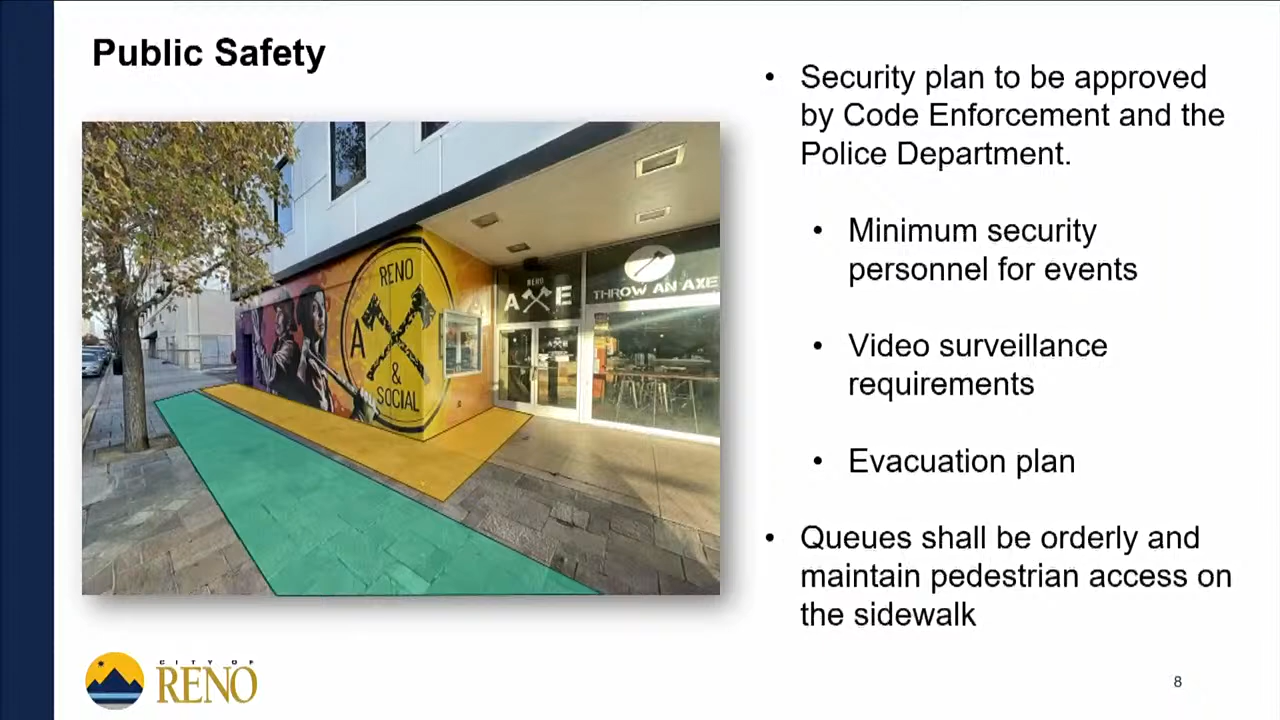 Public Safety
• Security plan to be approved
by Code Enforcement and the
Police Department.
• Minimum security
personnel for events
• Video surveillance
requirements
• Evacuation plan
• Queues shall be orderly and
maintain pedestrian access on
the sidewalk
RENO
A
&
SOCIAL
RENO
A E
THROW AN AXE
CITY OF
RENO
8